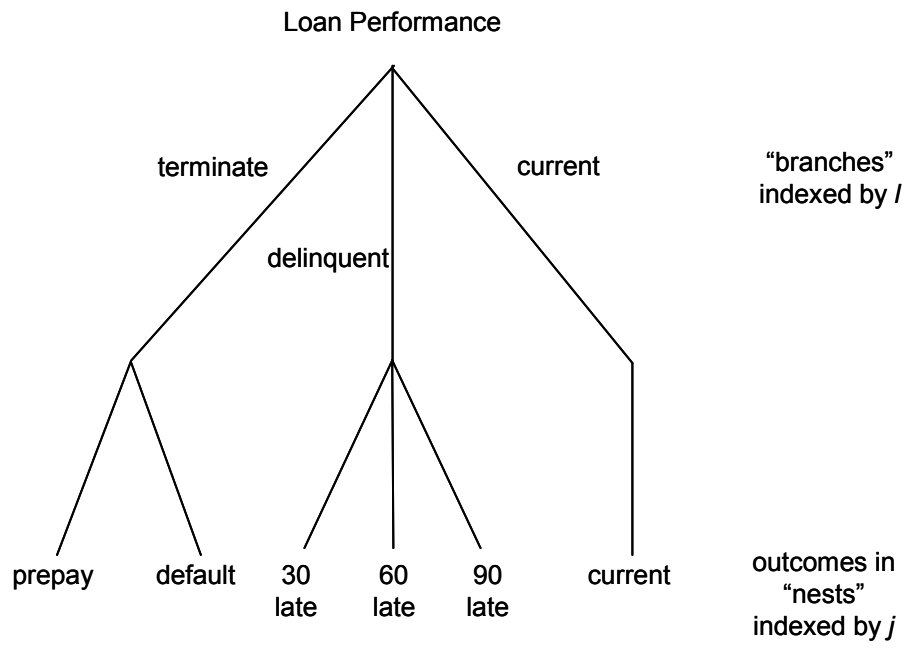 Loan Performance
terminate
current
“branches”
indexed by l
delinquent
prepay
default
30
late
60
late
90
late
current
outcomes in
“nests”
indexed by j